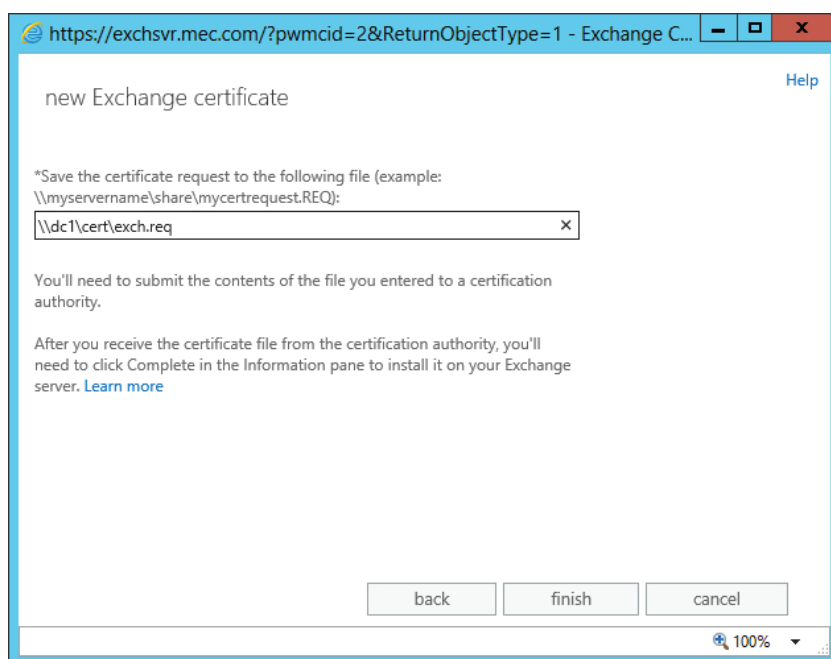 https://exchsvr.mec.com/?pwmcid=2&ReturnObjectType=1 - Exchange C...
Help
new Exchange certificate
*Save the certificate request to the following file (example:
\\myservername\share\mycertrequest.REQ):
\\dc1\cert\exch.req
You'll need to submit the contents of the file you entered to a certification
authority.
After you receive the certificate file from the certification authority, you'll
need to click Complete in the Information pane to install it on your Exchange
server. Learn more
back finish cancel
100%